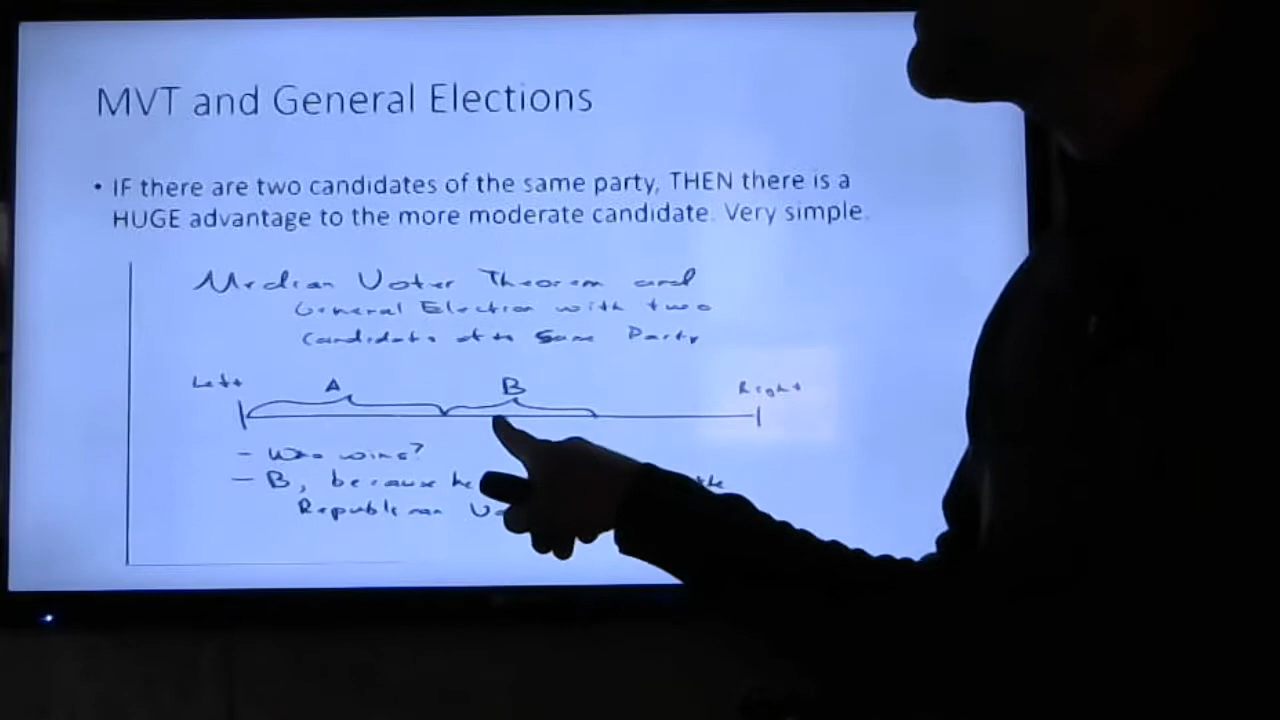 MVT and General Elections
• IF there are two candidates of the same party, THEN there is a
HUGE advantage to the more moderate candidate. Very simple.
Median Voter Theorem and
General Election with two
Candidates of the Same Party
Left A B Right
- Who wins?
- B, because he the
Republican